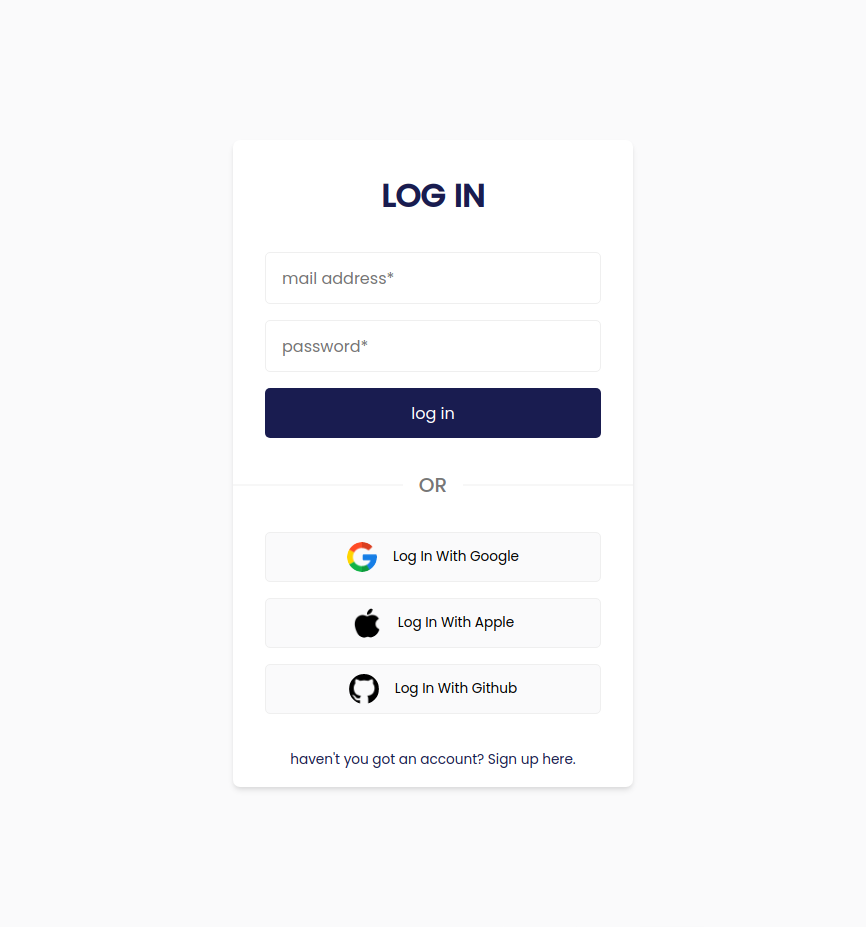 LOG IN
mail address*
password*
log in
OR
Log In With Google
Log In With Apple
Log In With Github
haven't you got an account? Sign up here.